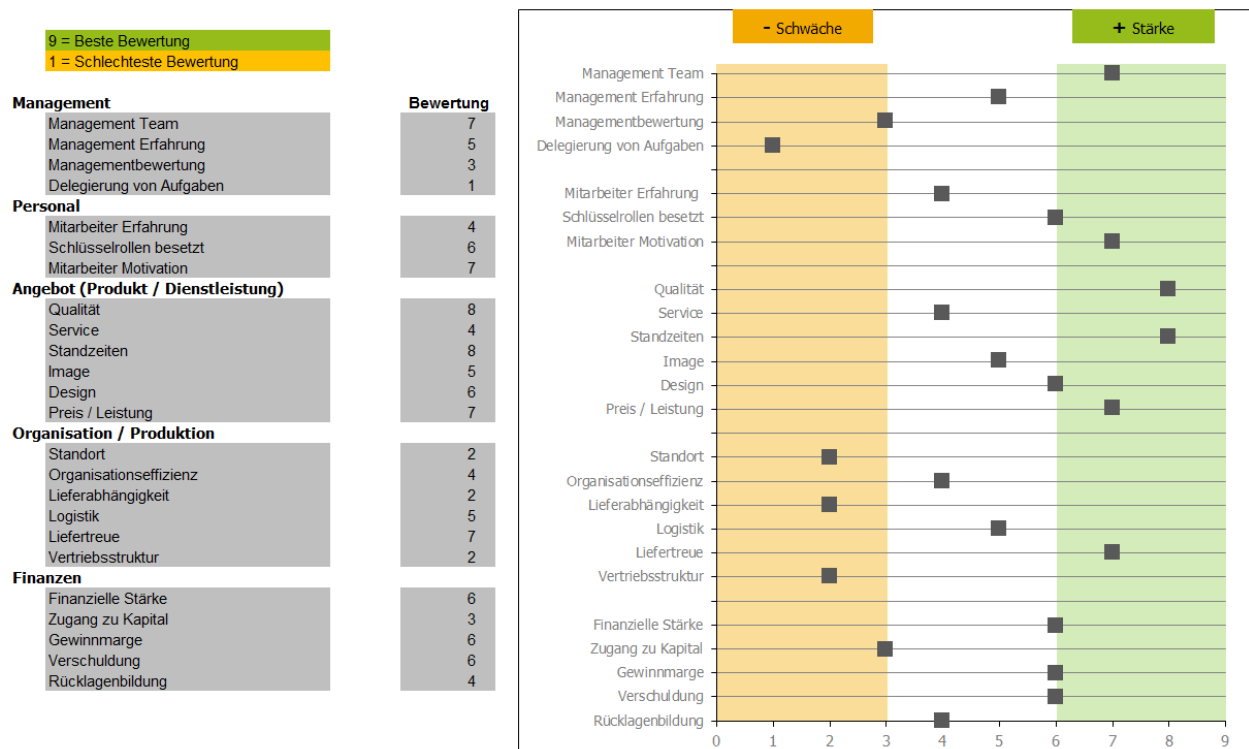 9 = Beste Bewertung
1 = Schlechteste Bewertung
Management Bewertung
Management Team 7
Management Erfahrung 5
Managementbewertung 3
Delegierung von Aufgaben 1
Personal
Mitarbeiter Erfahrung 4
Schlüsselrollen besetzt 6
Mitarbeiter Motivation 7
Angebot (Produkt / Dienstleistung)
Qualität 8
Service 4
Standzeiten 8
Image 5
Design 6
Preis / Leistung 7
Organisation / Produktion
Standort 2
Organisationseffizienz 4
Lieferabhängigkeit 2
Logistik 5
Liefertreue 7
Vertriebsstruktur 2
Finanzen
Finanzielle Stärke 6
Zugang zu Kapital 3
Gewinnmarge 6
Verschuldung 6
Rücklagenbildung 4
- Schwäche + Stärke
Management Team
Management Erfahrung
Managementbewertung
Delegierung von Aufgaben
Mitarbeiter Erfahrung
Schlüsselrollen besetzt
Mitarbeiter Motivation
Qualität
Service
Standzeiten
Image
Design
Preis / Leistung
Standort
Organisationseffizienz
Lieferabhängigkeit
Logistik
Liefertreue
Vertriebsstruktur
Finanzielle Stärke
Zugang zu Kapital
Gewinnmarge
Verschuldung
Rücklagenbildung
0 1 2 3 4 5 6 7 8 9